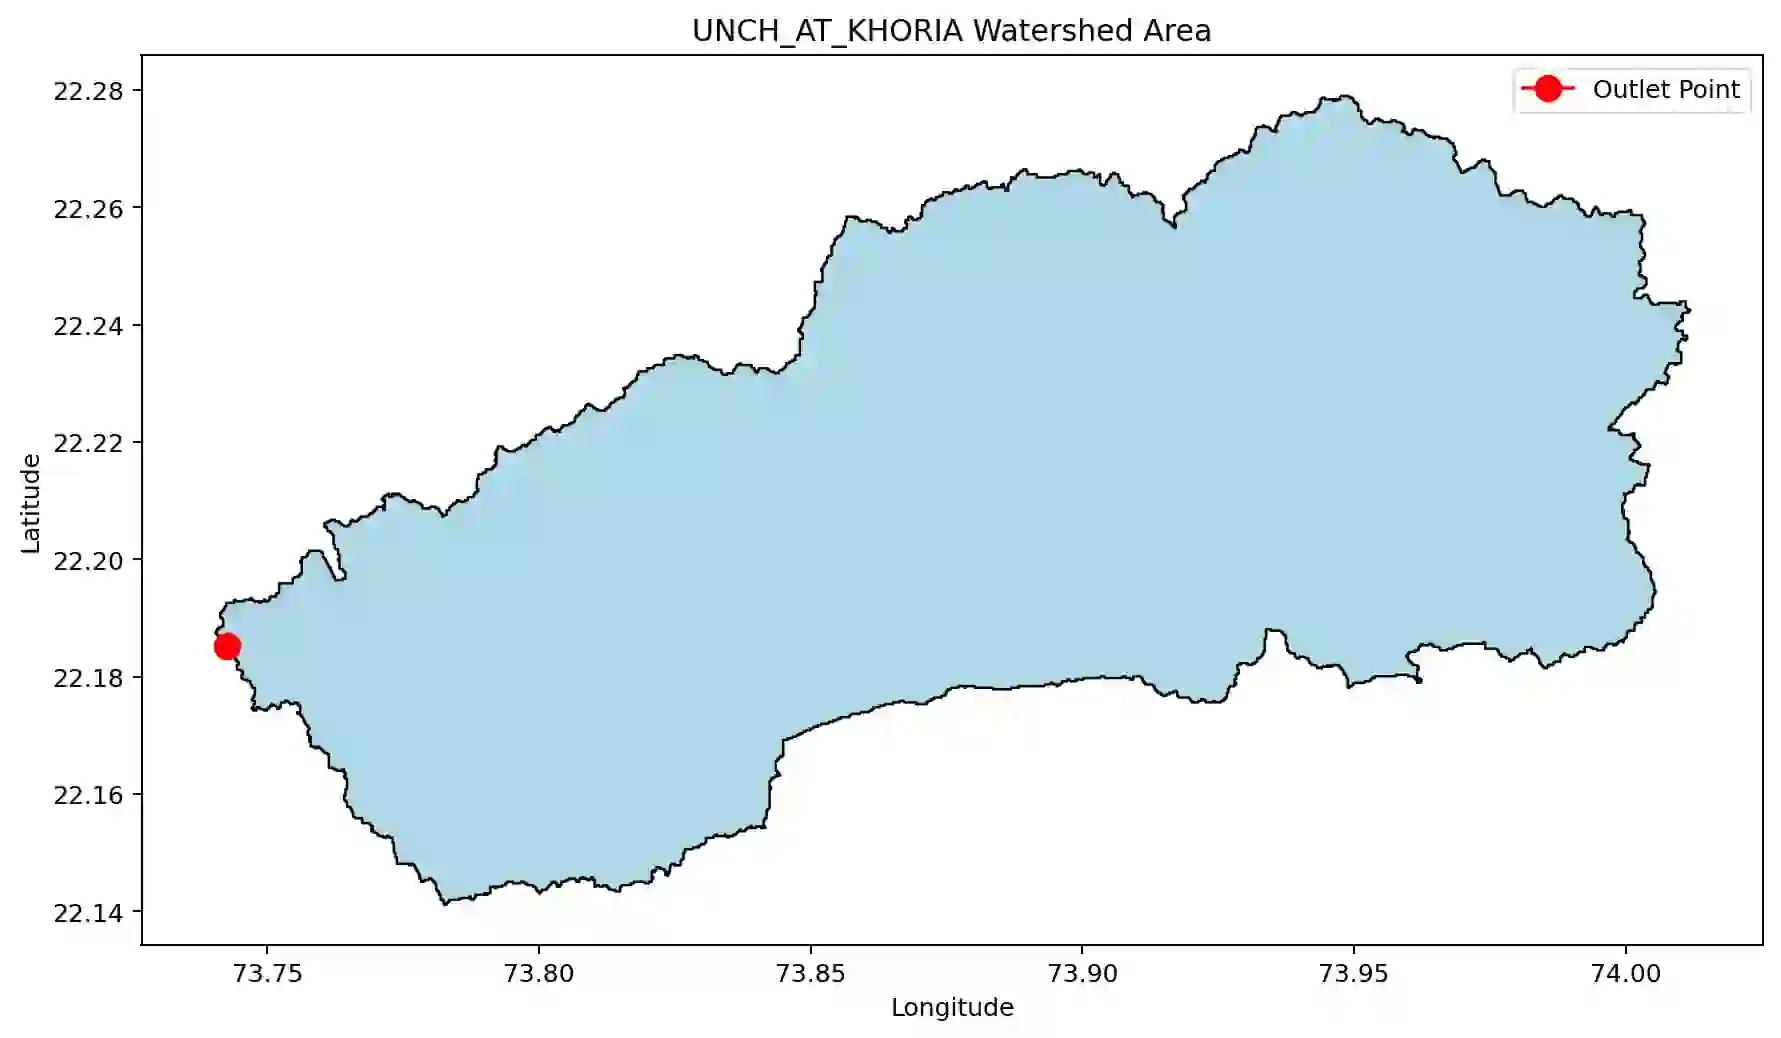 UNCH_AT_KHORIA Watershed Area
Outlet Point
22.28
22.26
22.24
22.22
22.20
22.18
22.16
22.14
Latitude
73.75 73.80 73.85 73.90 73.95 74.00
Longitude